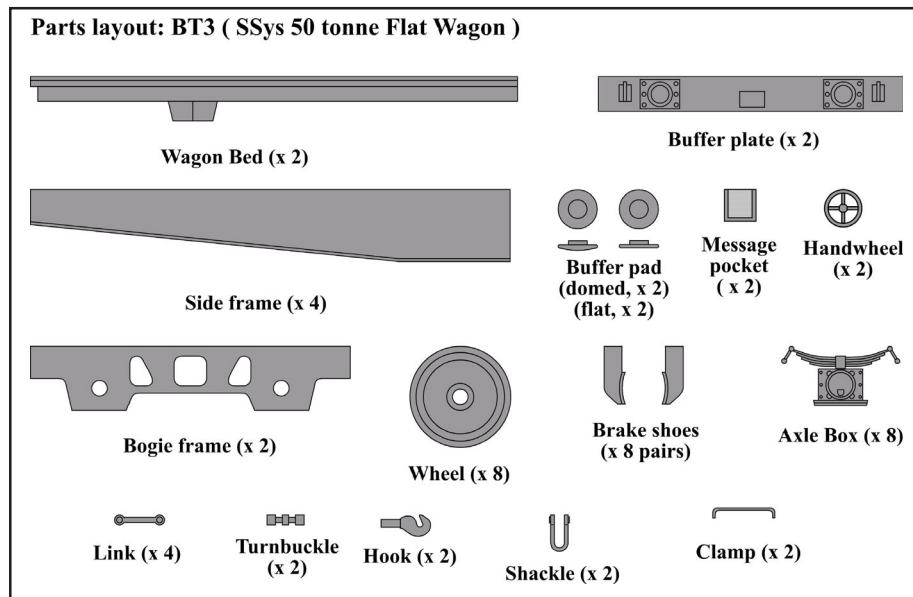 Parts layout: BT3 ( SSys 50 tonne Flat Wagon )
Wagon Bed (x 2)
Buffer plate (x 2)
Side frame (x 4)
Buffer pad
(domed, x 2)
(flat, x 2)
Message
pocket
( x 2)
Handwheel
(x 2)
Bogie frame (x 2)
Wheel (x 8)
Brake shoes
(x 8 pairs)
Axle Box (x 8)
Link (x 4)
Turnbuckle
(x 2)
Hook (x 2)
Shackle (x 2)
Clamp (x 2)